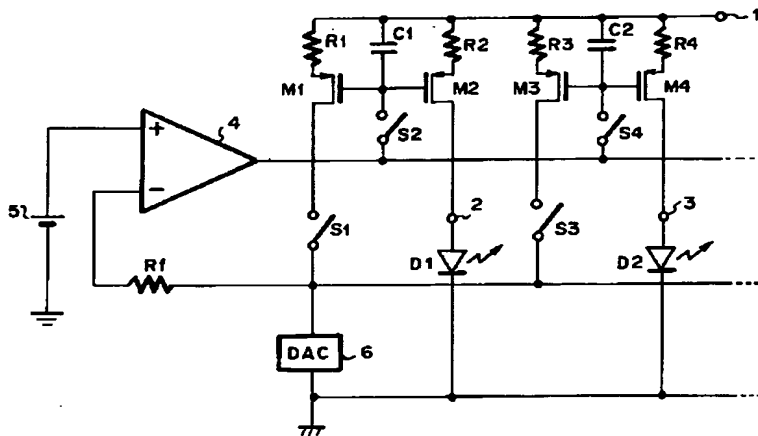 R1 C1 R2 R3 C2 R4 1
M1 M2 M3 M4
4
S2 S4
+
−
5
S1 2 S3 3
D1 D2
Rf
DAC 6